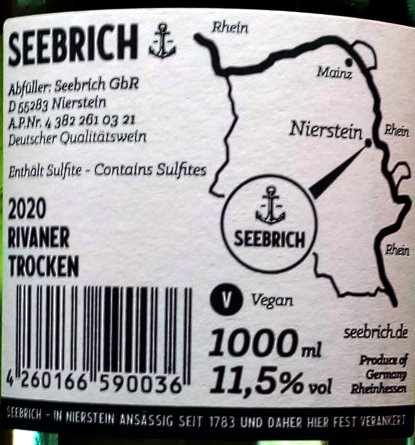 SEEBRICH
Abfüller: Seebrich GbR
D 55283 Nierstein
A.P.Nr. 4 382 261 03 21
Deutscher Qualitätswein
Enthält Sulfite - Contains Sulfites
2020
RIVANER
TROCKEN
4 260166 590036
Rhein
Mainz
Nierstein
Rhein
SEEBRICH
Rhein
V Vegan
1000 ml
11,5% vol
seebrich.de
Produce of
Germany
Rheinhessen
SEEBRICH - IN NIERSTEIN ANSÄSSIG SEIT 1783 UND DAHER HIER FEST VERANKERT